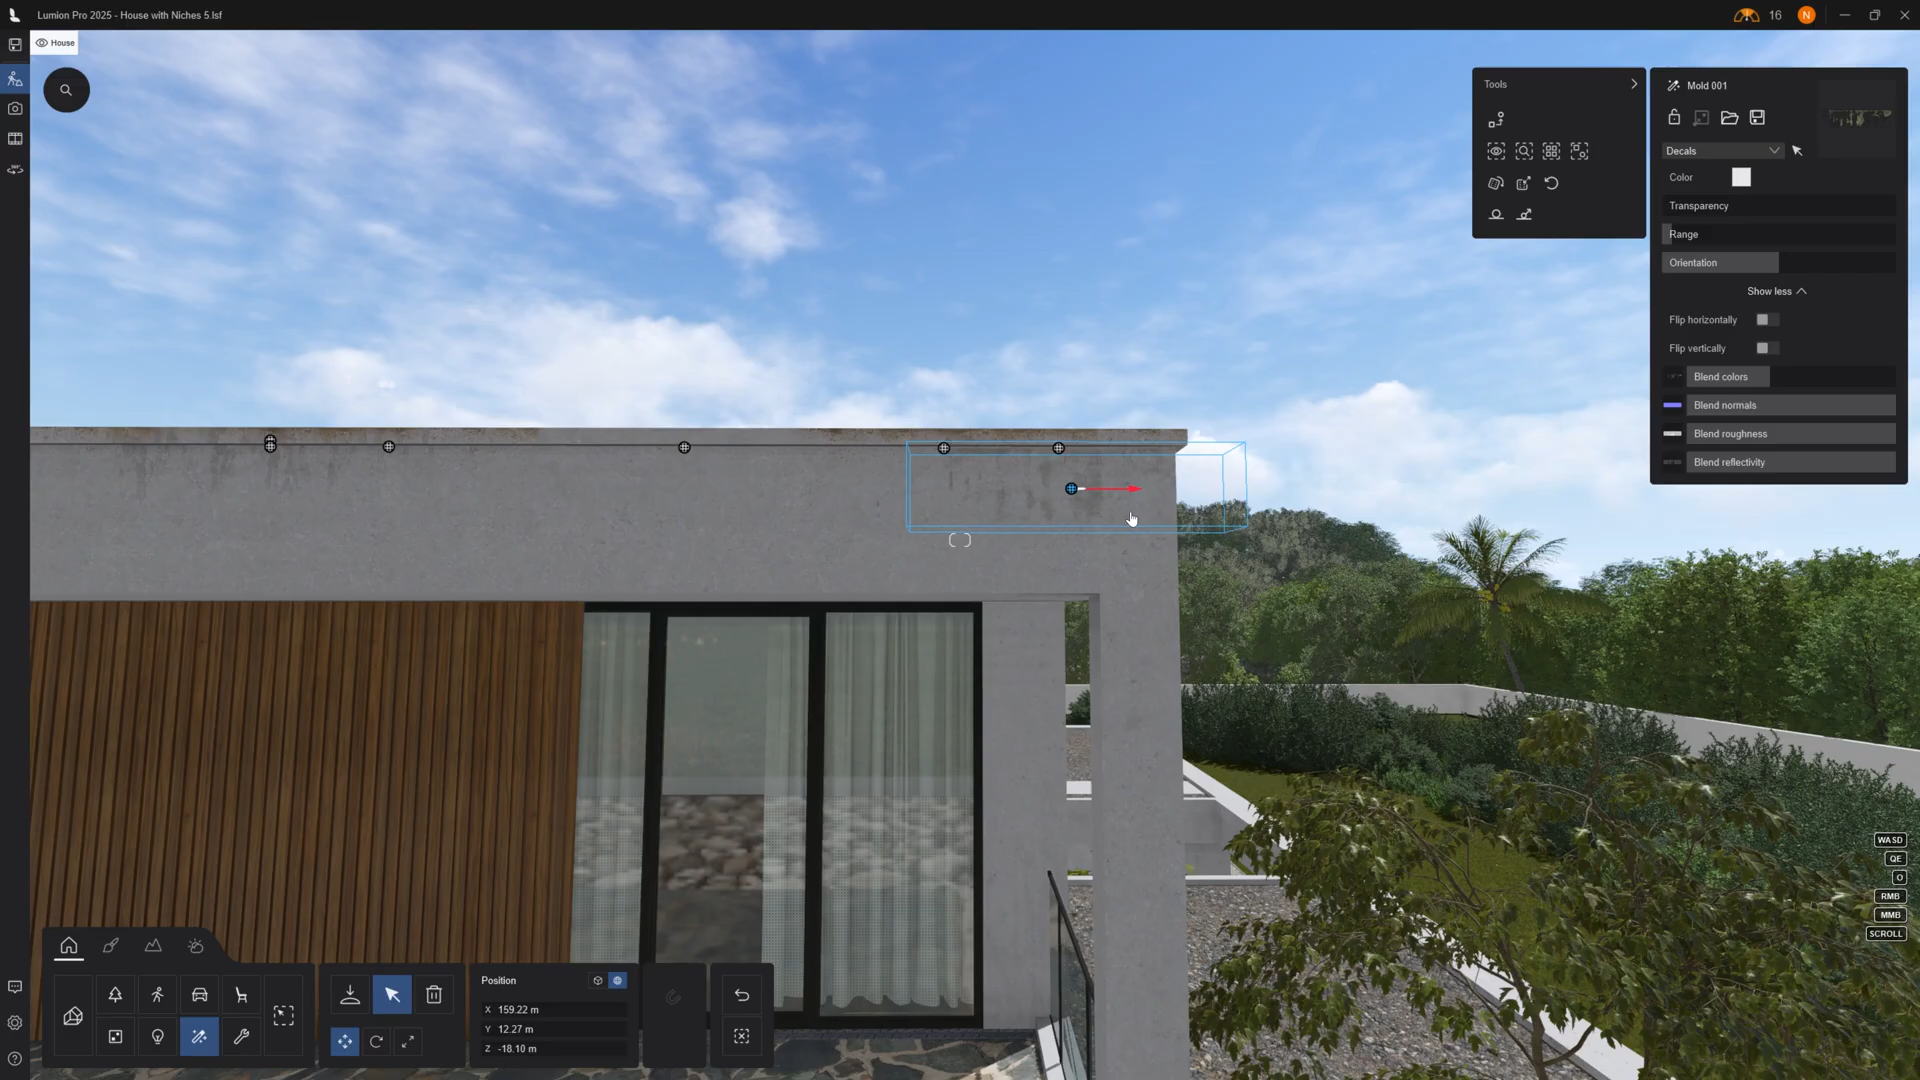 Lumion Pro 2025 - House with Niches 5.lsf
16
N
House
Tools
Mold 001
Decals
Color
Transparency
Range
Orientation
Show less
Flip horizontally
Flip vertically
Blend colors
Blend normals
Blend roughness
Blend reflectivity
WASD
QE
O
RMB
MMB
SCROLL
Position
X 159.22 m
Y 12.27 m
Z -18.10 m